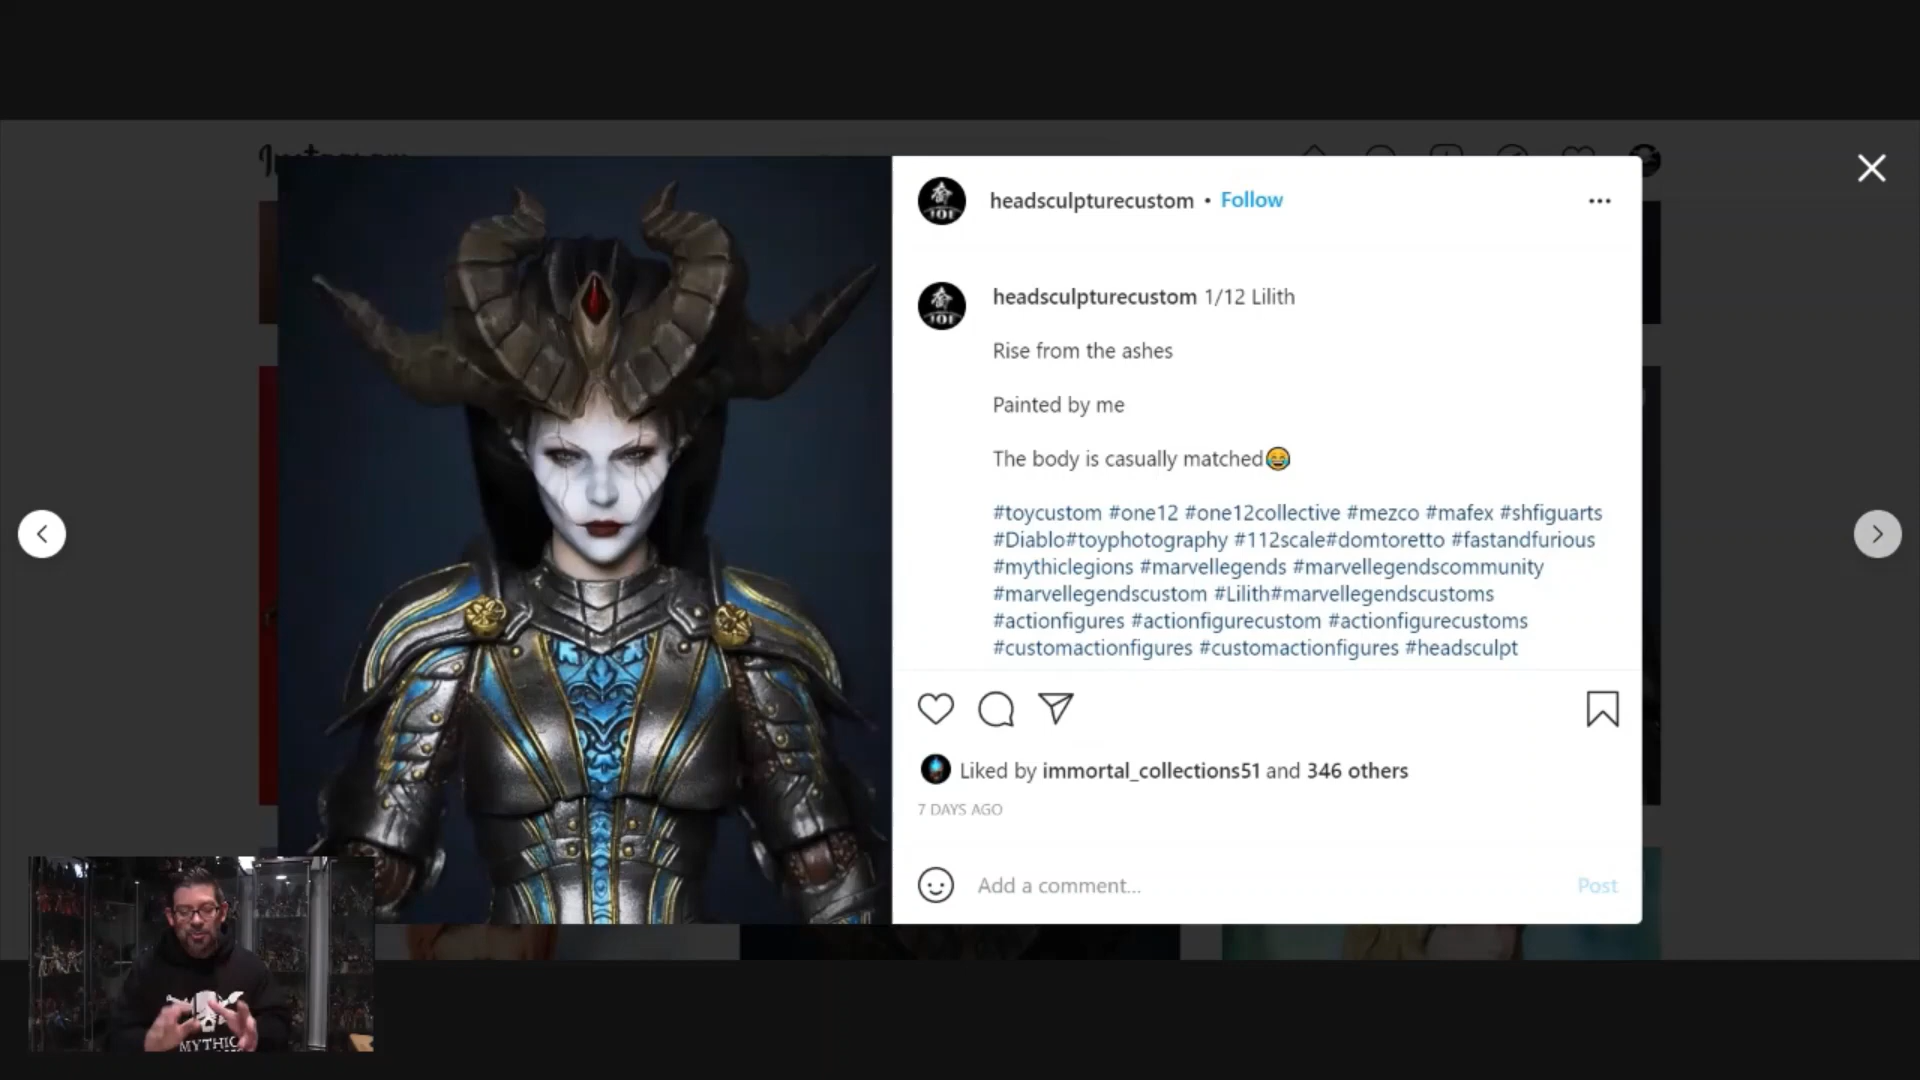 headsculpturecustom • Follow
headsculpturecustom 1/12 Lilith
Rise from the ashes
Painted by me
The body is casually matched😂
#toycustom #one12 #one12collective #mezco #mafex #shfiguarts
#Diablo#toyphotography #112scale#domtoretto #fastandfurious
#mythiclegions #marvellegends #marvellegendscommunity
#marvellegendscustom #Lilith#marvellegendscustoms
#actionfigures #actionfigurecustom #actionfigurecustoms
#customactionfigures #customactionfigures #headsculpt
Liked by immortal_collections51 and 346 others
7 DAYS AGO
Add a comment... Post
MYTHIC